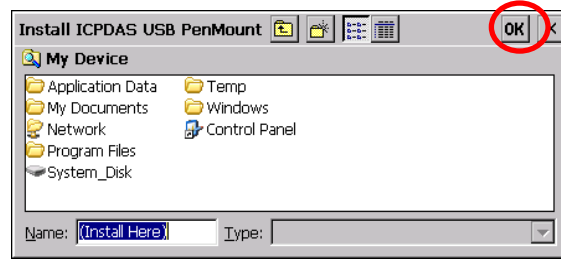 Install ICPDAS USB PenMount OK ×
My Device
Application Data Temp
My Documents Windows
Network Control Panel
Program Files
System_Disk
Name: (Install Here) Type: